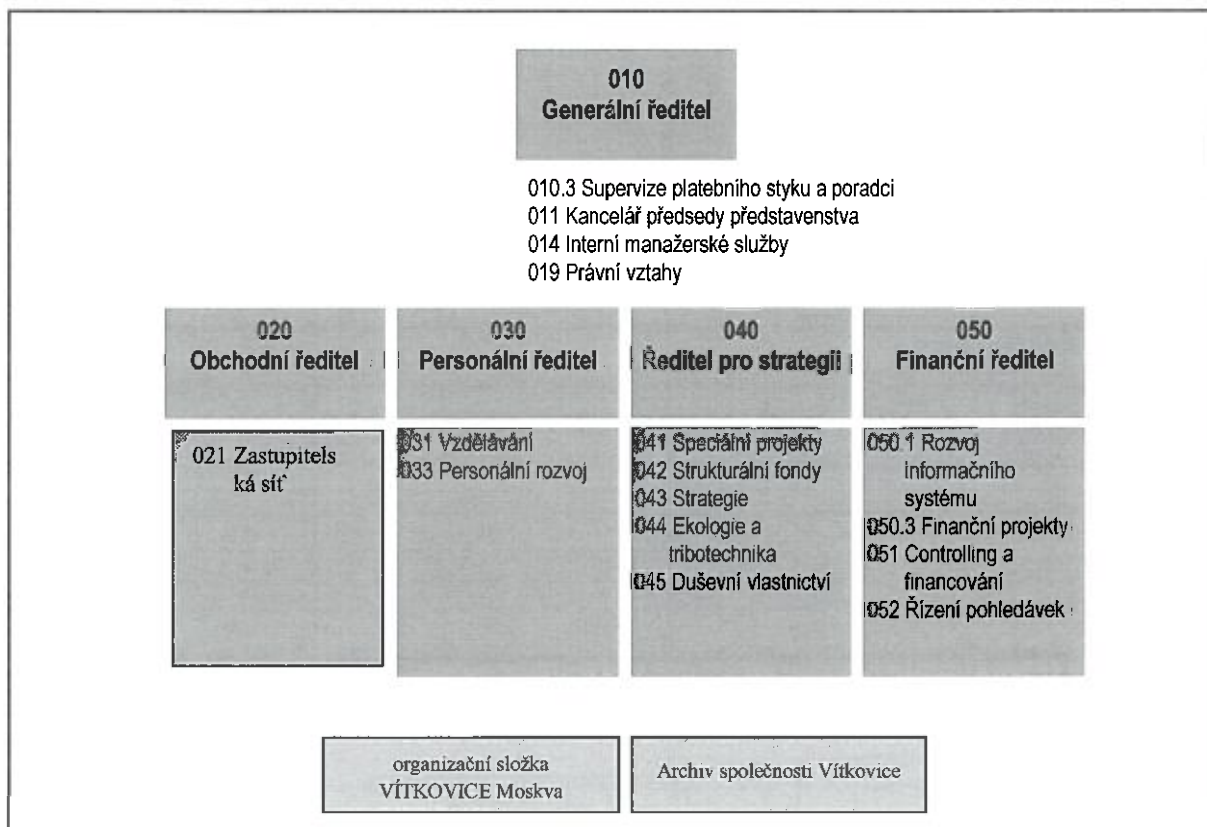 010
Generální ředitel
010.3 Supervize platebního styku a poradci
011 Kancelář předsedy představenstva
014 Interní manažerské služby
019 Právní vztahy
020
Obchodní ředitel
030
Personální ředitel
040
Ředitel pro strategii
050
Finanční ředitel
021 Zastupitels
ká síť
031 Vzdělávání
033 Personální rozvoj
041 Speciální projekty
042 Strukturální fondy
043 Strategie
044 Ekologie a
tribotechnika
045 Duševní vlastnictví
050.1 Rozvoj
informačního
systému
050.3 Finanční projekty
051 Controlling a
financování
052 Řízení pohledávek
organizační složka
VÍTKOVICE Moskva
Archiv společnosti Vítkovice